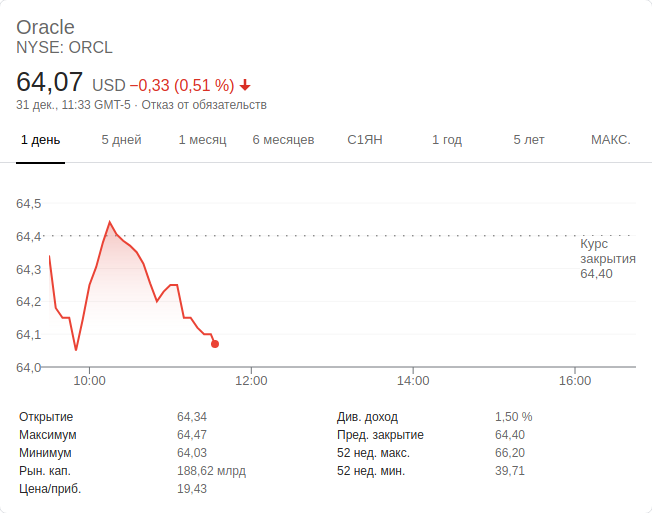 Oracle
NYSE: ORCL
64,07 USD −0,33 (0,51 %)
31 дек., 11:33 GMT-5 · Отказ от обязательств
1 день 5 дней 1 месяц 6 месяцев С1ЯН 1 год 5 лет МАКС.
64,5
64,4
Курс
закрытия
64,40
64,3
64,2
64,1
64,0
10:00 12:00 14:00 16:00
Открытие 64,34 Див. доход 1,50 %
Максимум 64,47 Пред. закрытие 64,40
Минимум 64,03 52 нед. макс. 66,20
Рын. кап. 188,62 млрд 52 нед. мин. 39,71
Цена/приб. 19,43